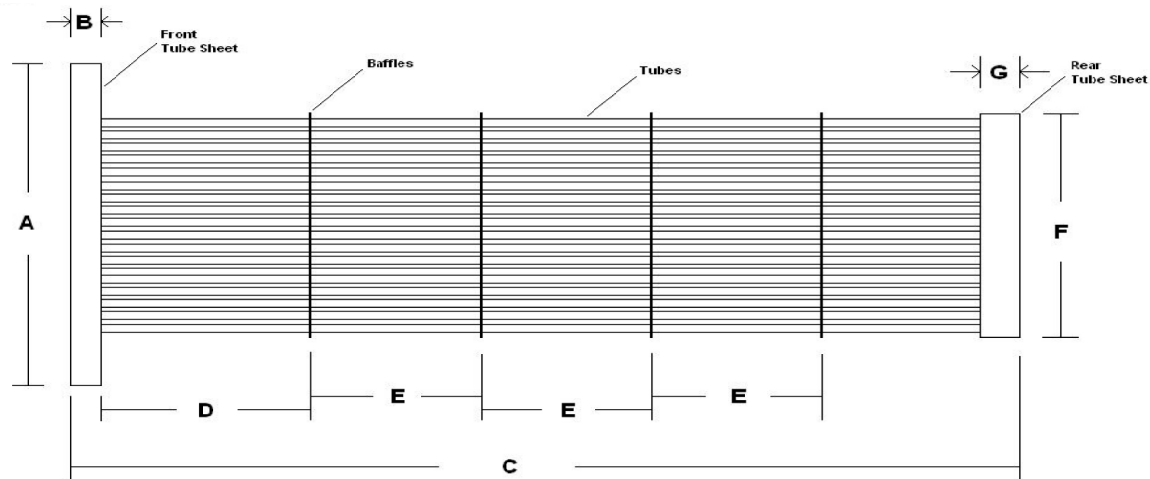 B
Front
Tube Sheet
Baffles
Tubes
G
Rear
Tube Sheet
A
F
D
E
E
E
C